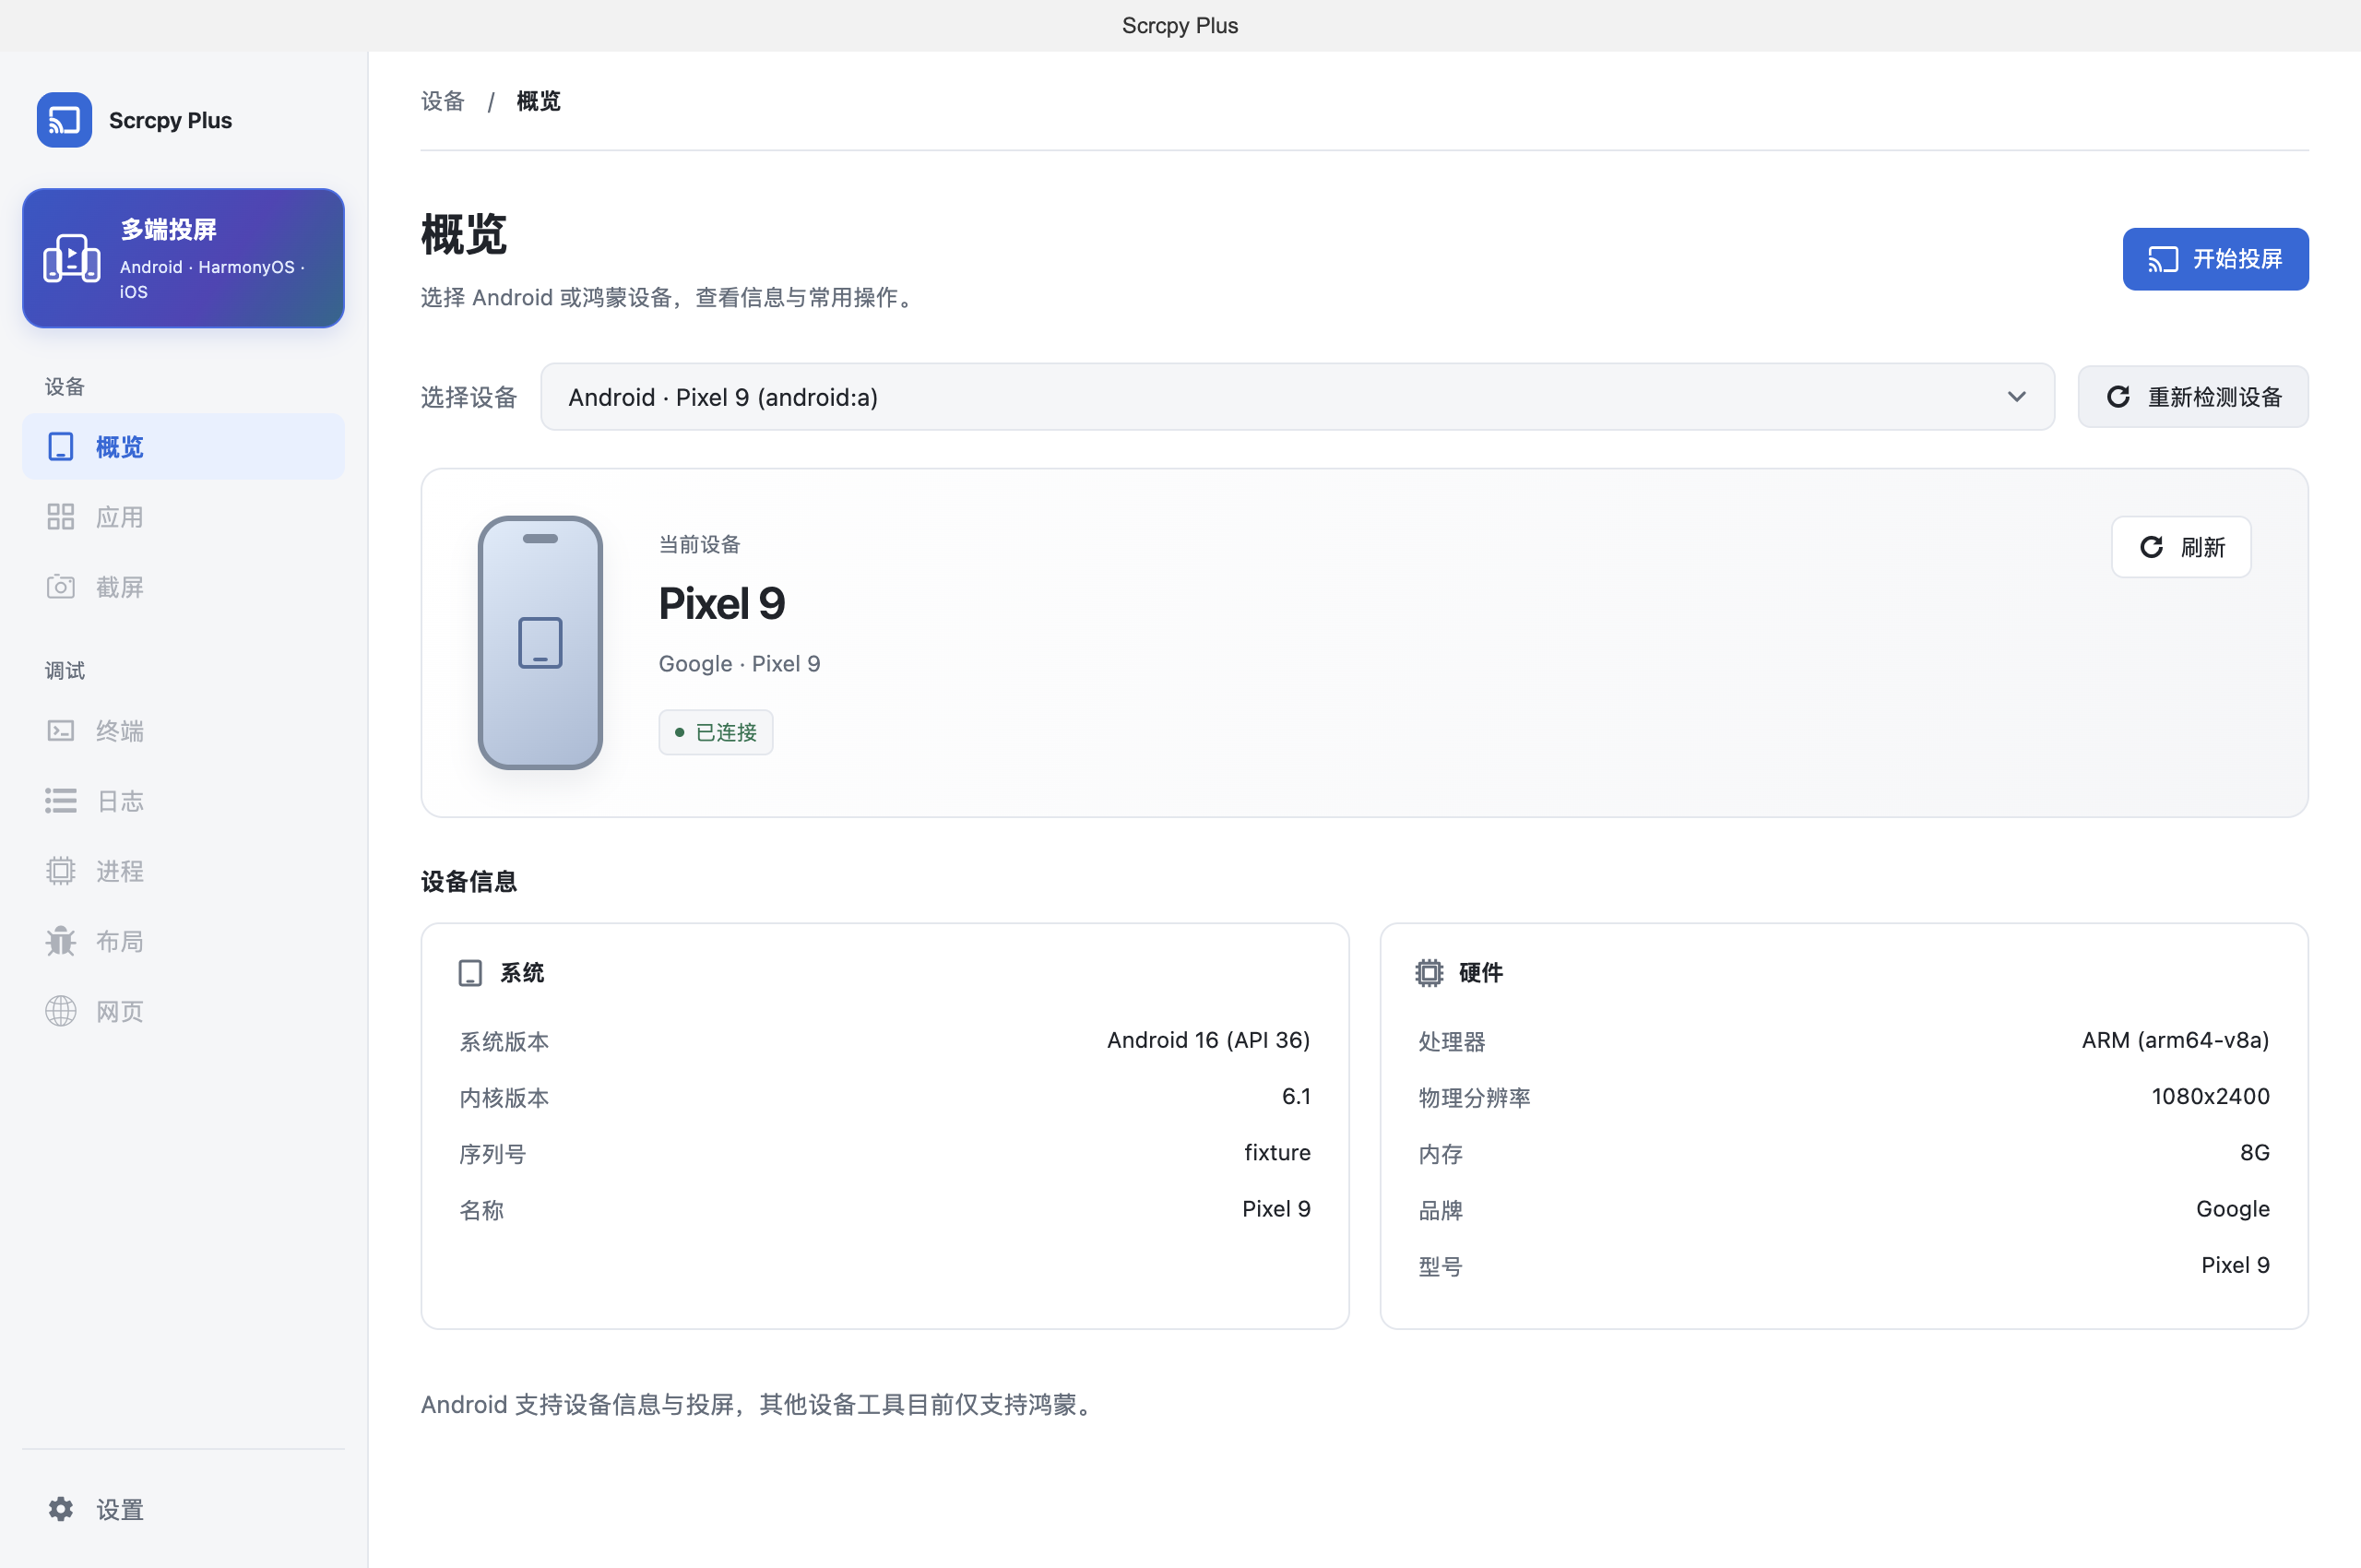 Scrcpy Plus
Scrcpy Plus
多端投屏
Android · HarmonyOS ·
iOS
设备
概览
应用
截屏
调试
终端
日志
进程
布局
网页
设置
设备 / 概览
概览
选择 Android 或鸿蒙设备，查看信息与常用操作。
开始投屏
选择设备
Android · Pixel 9 (android:a)
重新检测设备
当前设备
Pixel 9
Google · Pixel 9
已连接
刷新
设备信息
系统
系统版本 Android 16 (API 36)
内核版本 6.1
序列号 fixture
名称 Pixel 9
硬件
处理器 ARM (arm64-v8a)
物理分辨率 1080x2400
内存 8G
品牌 Google
型号 Pixel 9
Android 支持设备信息与投屏，其他设备工具目前仅支持鸿蒙。